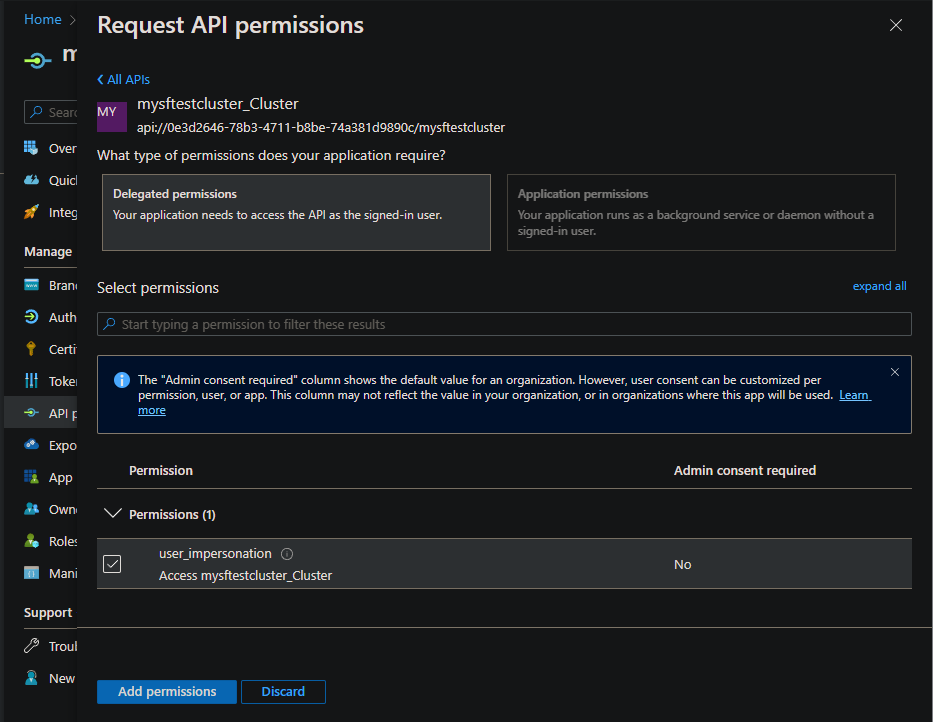 Home
Request API permissions
m
All APIs
MY
mysftestcluster_Cluster
api://0e3d2646-78b3-4711-b8be-74a381d9890c/mysftestcluster
What type of permissions does your application require?
Delegated permissions
Your application needs to access the API as the signed-in user.
Application permissions
Your application runs as a background service or daemon without a
signed-in user.
Select permissions
expand all
Start typing a permission to filter these results
The "Admin consent required" column shows the default value for an organization. However, user consent can be customized per
permission, user, or app. This column may not reflect the value in your organization, or in organizations where this app will be used. Learn
more
Permission
Admin consent required
Permissions (1)
user_impersonation
Access mysftestcluster_Cluster
No
Add permissions
Discard
Searc
Over
Quic
Integ
Manage
Bran
Auth
Certi
Toke
API p
Expo
App
Owne
Roles
Mani
Support
Troul
New